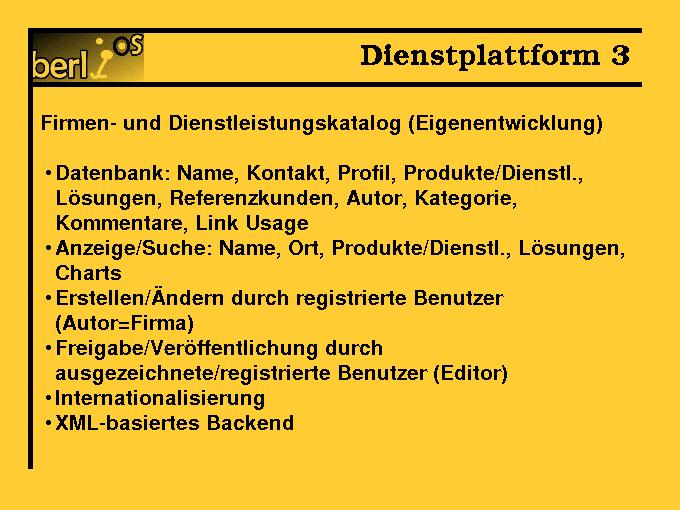 berliOS
Dienstplattform 3
Firmen- und Dienstleistungskatalog (Eigenentwicklung)
• Datenbank: Name, Kontakt, Profil, Produkte/Dienstl.,
Lösungen, Referenzkunden, Autor, Kategorie,
Kommentare, Link Usage
• Anzeige/Suche: Name, Ort, Produkte/Dienstl., Lösungen,
Charts
• Erstellen/Ändern durch registrierte Benutzer
(Autor=Firma)
• Freigabe/Veröffentlichung durch
ausgezeichnete/registrierte Benutzer (Editor)
• Internationalisierung
• XML-basiertes Backend